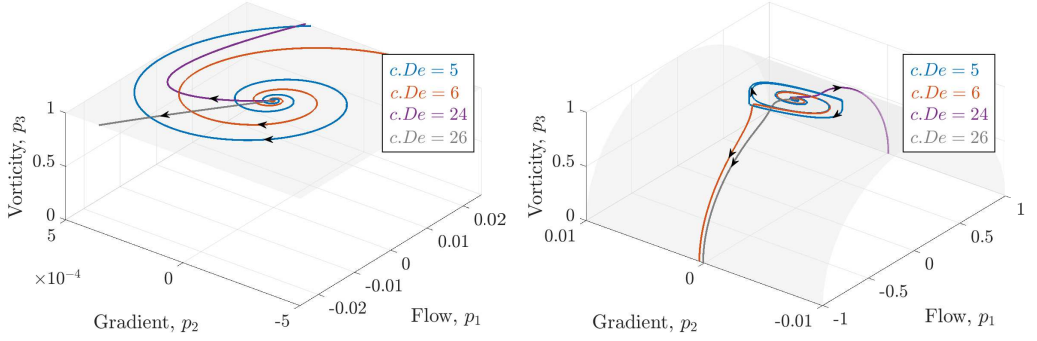 Vorticity, p₃
1
0.5
0
5
×10⁻⁴
0
-5
Gradient, p₂
-0.02
-0.01
0
0.01
0.02
Flow, p₁
c.De = 5
c.De = 6
c.De = 24
c.De = 26
Vorticity, p₃
1
0.5
0
0.01
0
-0.01
Gradient, p₂
-1
-0.5
0
0.5
1
Flow, p₁
c.De = 5
c.De = 6
c.De = 24
c.De = 26